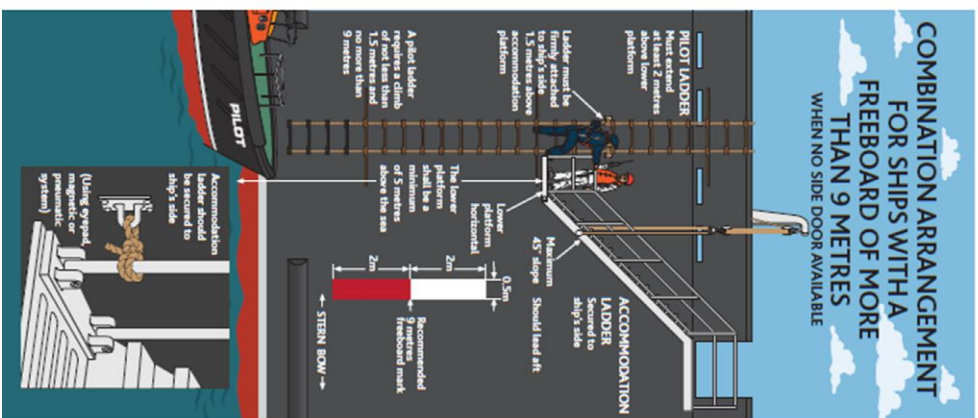 COMBINATION ARRANGEMENT
FOR SHIPS WITH A
FREEBOARD OF MORE
THAN 9 METRES
WHEN NO SIDE DOOR AVAILABLE
PILOT LADDER
Must extend
at least 2 metres
above lower
platform
Ladder must be
firmly attached
to ship's side
1.5 metres above
accommodation
platform
A pilot ladder
requires a climb
of not less than
1.5 metres and
no more than
9 metres
ACCOMMODATION
LADDER
Secured to
ship's side
Should lead aft
Maximum
45° slope
Lower
platform
horizontal
The lower
platform
shall be a
minimum
of 5 metres
above the sea
0.5m
2m
2m
Recommended
9 metres
freeboard mark
← STERN BOW →
PILOT
Accommodation
ladder should
be secured to
ship's side
(Using eyepad,
magnetic or
pneumatic
system)